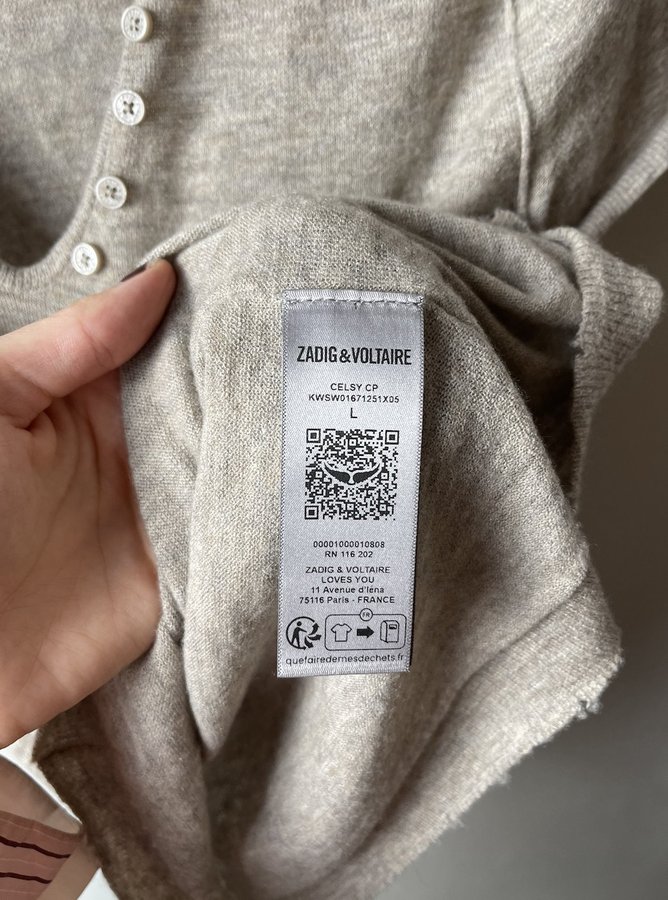 ZADIG&VOLTAIRE
CELSY CP
KWSW01671251X05
L
00001000010808
RN 116 202
ZADIG & VOLTAIRE
LOVES YOU
11 Avenue d'Iéna
75116 Paris - FRANCE
FR
quefairedemesdechets.fr